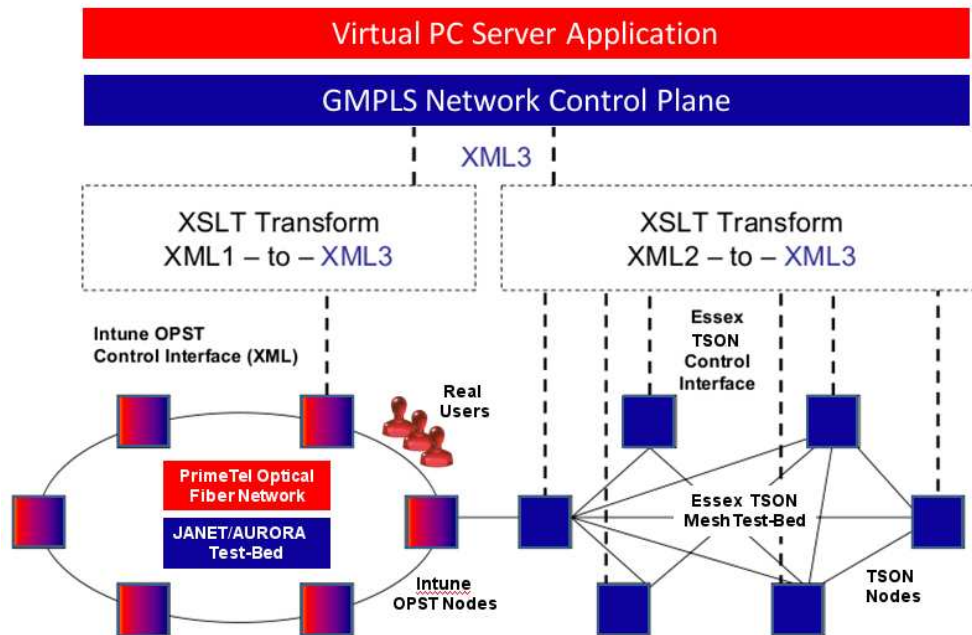 Virtual PC Server Application
GMPLS Network Control Plane
XML3
XSLT Transform
XML1 – to – XML3
XSLT Transform
XML2 – to – XML3
Intune OPST
Control Interface (XML)
Essex
TSON
Control
Interface
Real
Users
PrimeTel Optical
Fiber Network
JANET/AURORA
Test-Bed
Essex TSON
Mesh Test-Bed
Intune
OPST Nodes
TSON
Nodes